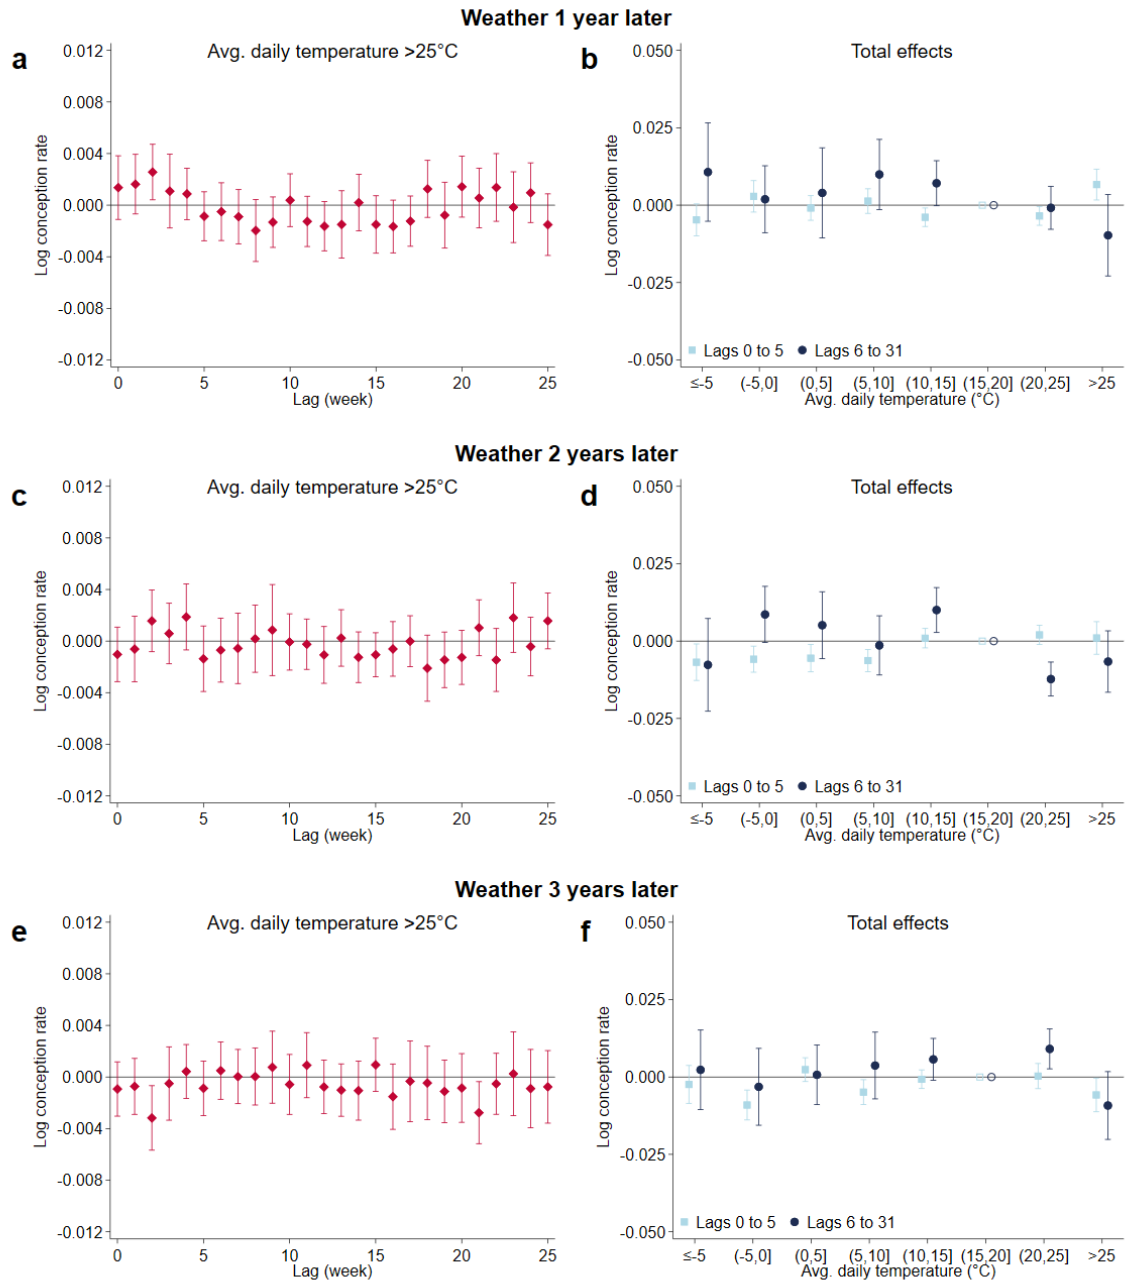 Weather 1 year later
a
Avg. daily temperature >25°C
Log conception rate
0.012
0.008
0.004
0.000
-0.004
-0.008
-0.012
0 5 10 15 20 25
Lag (week)
b
Total effects
Log conception rate
0.050
0.025
0.000
-0.025
-0.050
Lags 0 to 5 Lags 6 to 31
≤-5 (-5,0] (0,5] (5,10] (10,15] (15,20] (20,25] >25
Avg. daily temperature (°C)
Weather 2 years later
c
Avg. daily temperature >25°C
Log conception rate
0.012
0.008
0.004
0.000
-0.004
-0.008
-0.012
0 5 10 15 20 25
Lag (week)
d
Total effects
Log conception rate
0.050
0.025
0.000
-0.025
-0.050
Lags 0 to 5 Lags 6 to 31
≤-5 (-5,0] (0,5] (5,10] (10,15] (15,20] (20,25] >25
Avg. daily temperature (°C)
Weather 3 years later
e
Avg. daily temperature >25°C
Log conception rate
0.012
0.008
0.004
0.000
-0.004
-0.008
-0.012
0 5 10 15 20 25
Lag (week)
f
Total effects
Log conception rate
0.050
0.025
0.000
-0.025
-0.050
Lags 0 to 5 Lags 6 to 31
≤-5 (-5,0] (0,5] (5,10] (10,15] (15,20] (20,25] >25
Avg. daily temperature (°C)